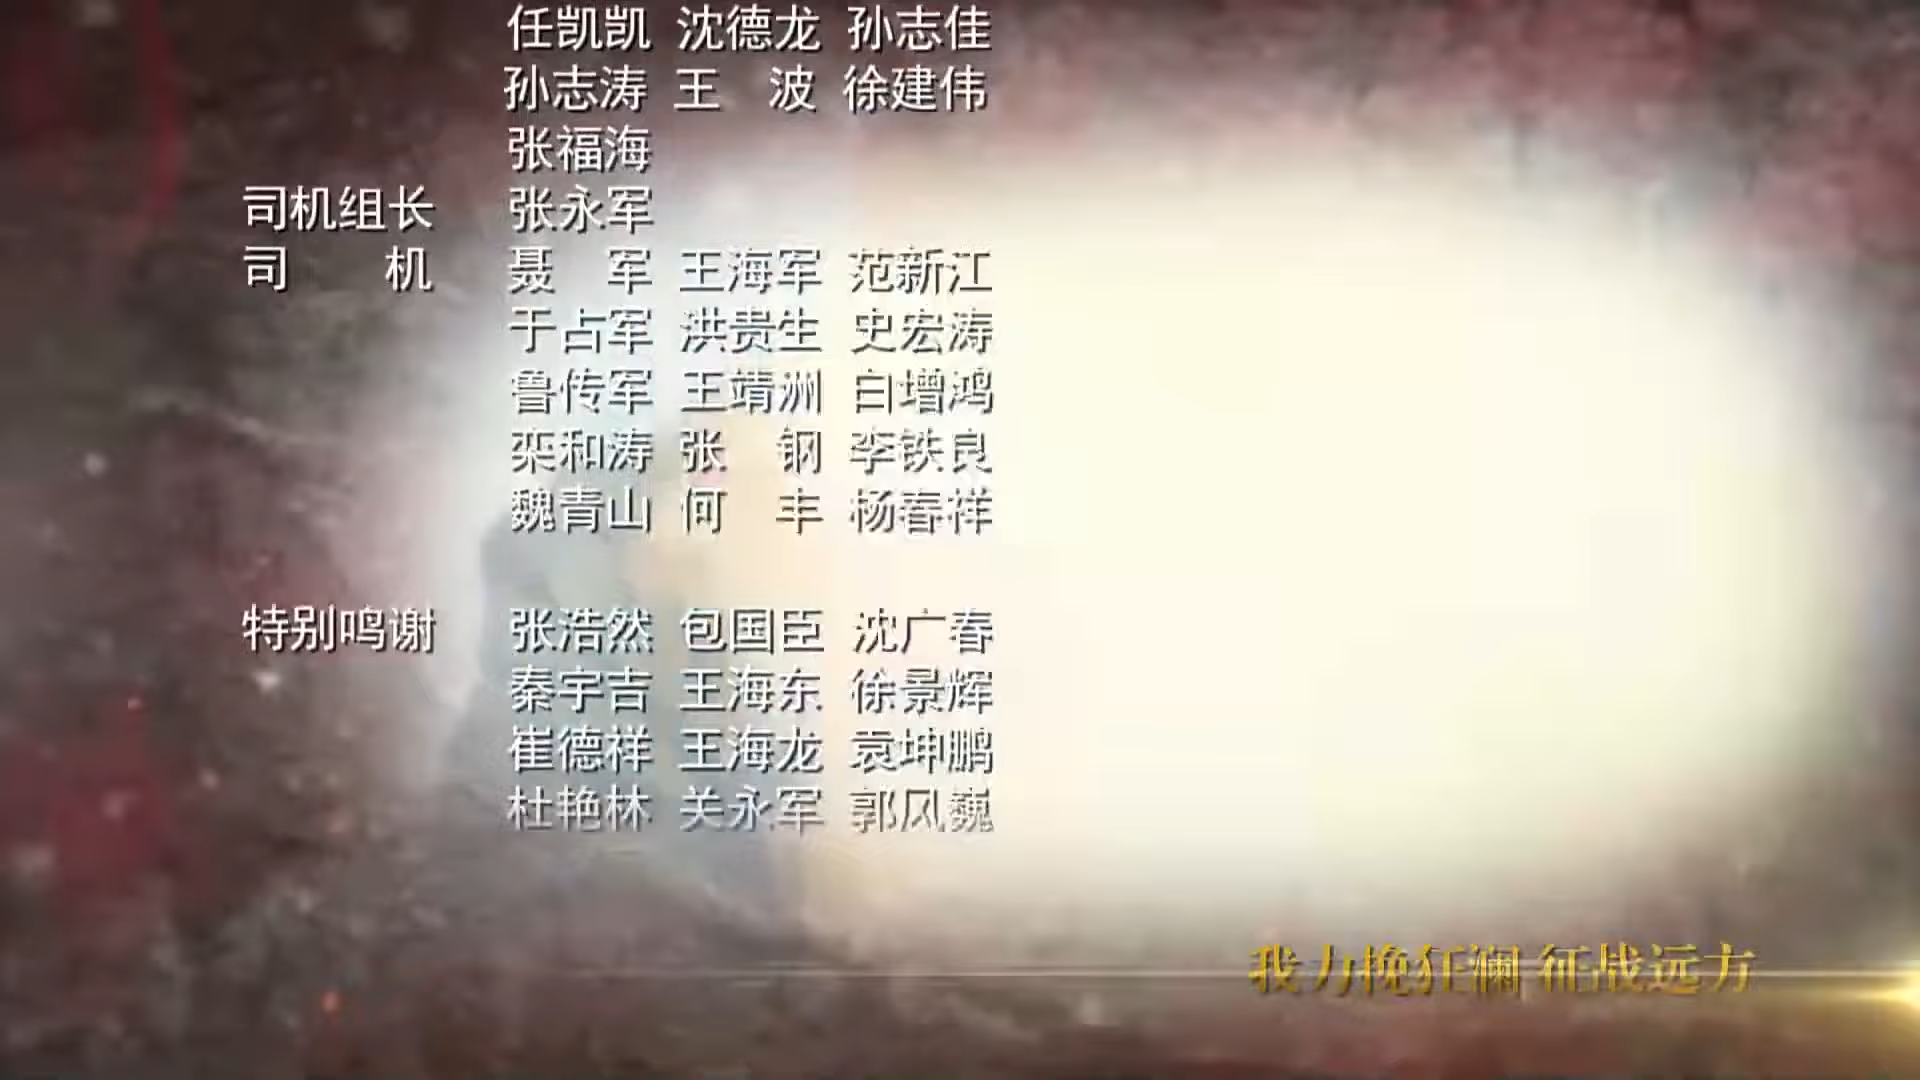 任凯凯 沈德龙 孙志佳
孙志涛 王 波 徐建伟
张福海
司机组长 张永军
司 机 聂 军 王海军 范新江
于占军 洪贵生 史宏涛
鲁传军 王靖洲 白增鸿
栾和涛 张 钢 李铁良
魏青山 何 丰 杨春祥
特别鸣谢 张浩然 包国臣 沈广春
秦宇吉 王海东 徐景辉
崔德祥 王海龙 袁坤鹏
杜艳林 关永军 郭风巍
我力挽狂澜 征战远方